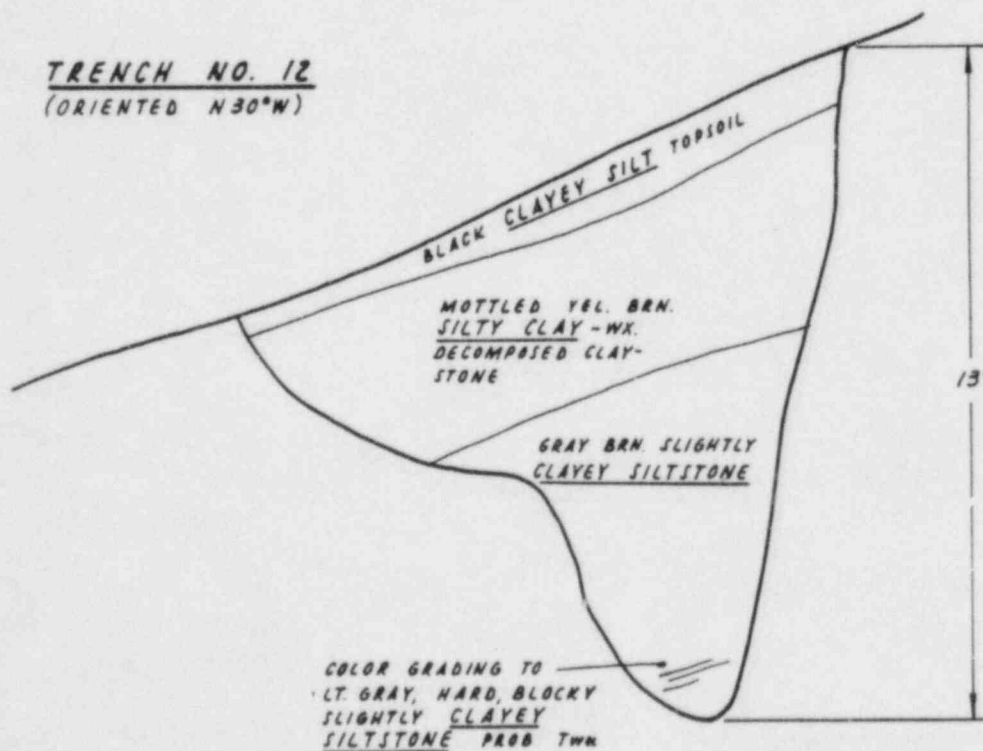 TRENCH NO. 12
(ORIENTED N30°W)
BLACK CLAYEY SILT TOPSOIL
MOTTLED YEL. BRN.
SILTY CLAY - WX.
DECOMPOSED CLAY-
STONE
13
GRAY BRN. SLIGHTLY
CLAYEY SILTSTONE
COLOR GRADING TO
LT. GRAY, HARD, BLOCKY
SLIGHTLY CLAYEY
SILTSTONE PROB